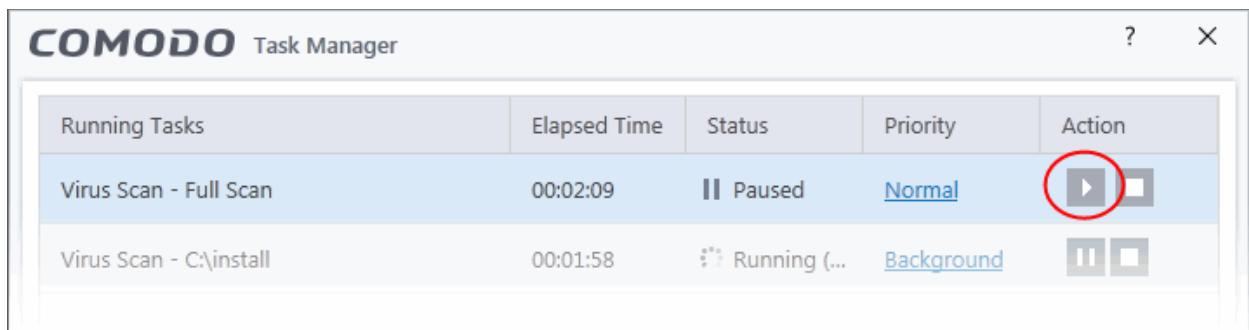 COMODO Task Manager ?
Running Tasks Elapsed Time Status Priority Action
Virus Scan - Full Scan 00:02:09 Paused Normal
Virus Scan - C:\install 00:01:58 Running (... Background